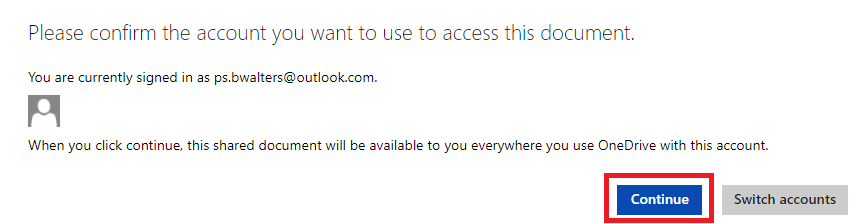 Please confirm the account you want to use to access this document.
You are currently signed in as ps.bwalters@outlook.com.
When you click continue, this shared document will be available to you everywhere you use OneDrive with this account.
Continue Switch accounts